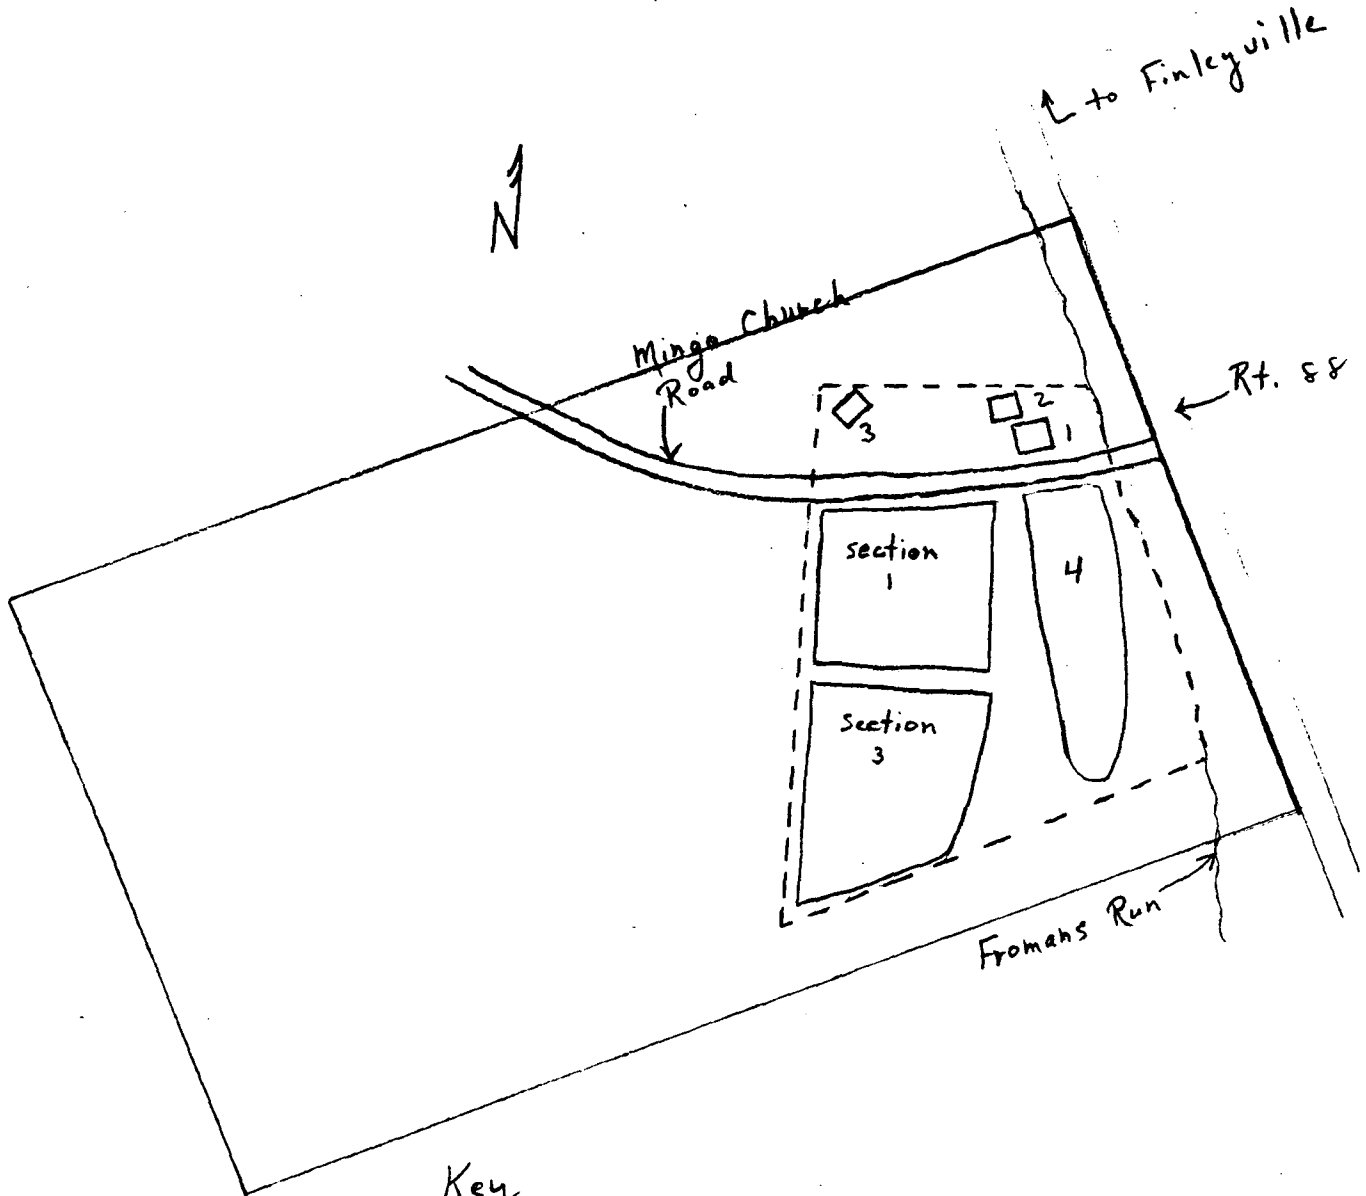 to Finleyville
N
Mingo Church
Road
Rt. 88
3
2
1
section
1
4
section
3
Fromans Run
Key